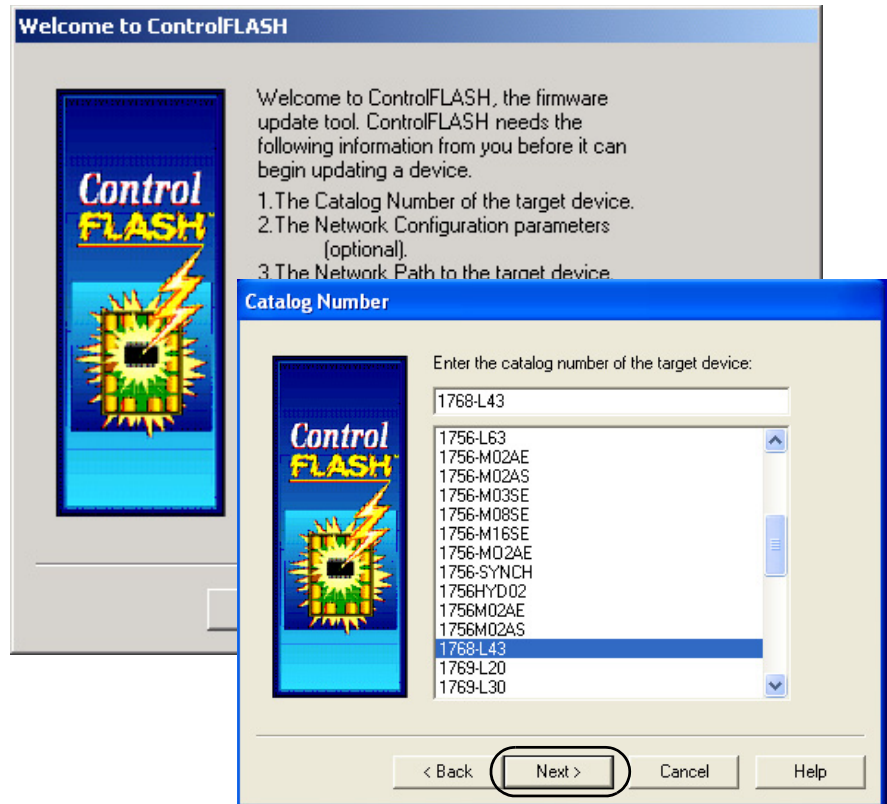 Welcome to ControlFLASH
Control
FLASH™
Welcome to ControlFLASH, the firmware
update tool. ControlFLASH needs the
following information from you before it can
begin updating a device.
1.The Catalog Number of the target device.
2.The Network Configuration parameters
(optional).
3.The Network Path to the target device.
Catalog Number
Control
FLASH™
Enter the catalog number of the target device:
1768-L43
1756-L63
1756-M02AE
1756-M02AS
1756-M03SE
1756-M08SE
1756-M16SE
1756-MO2AE
1756-SYNCH
1756HYD02
1756M02AE
1756M02AS
1768-L43
1769-L20
1769-L30
< Back
Next >
Cancel
Help